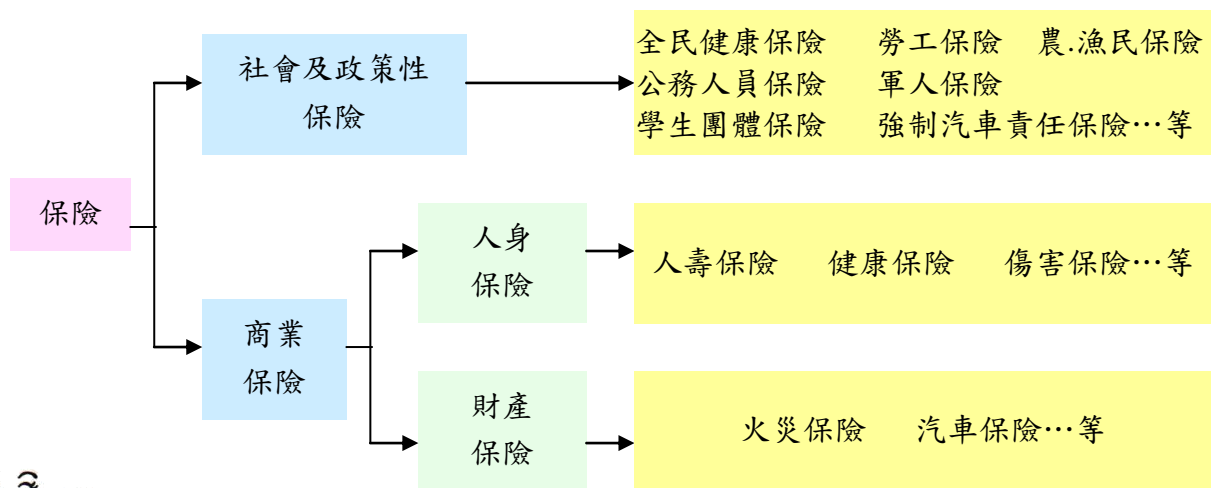 保險
社會及政策性
保險
全民健康保險 勞工保險 農.漁民保險
公務人員保險 軍人保險
學生團體保險 強制汽車責任保險…等
商業
保險
人身
保險
人壽保險 健康保險 傷害保險…等
財產
保險
火災保險 汽車保險…等